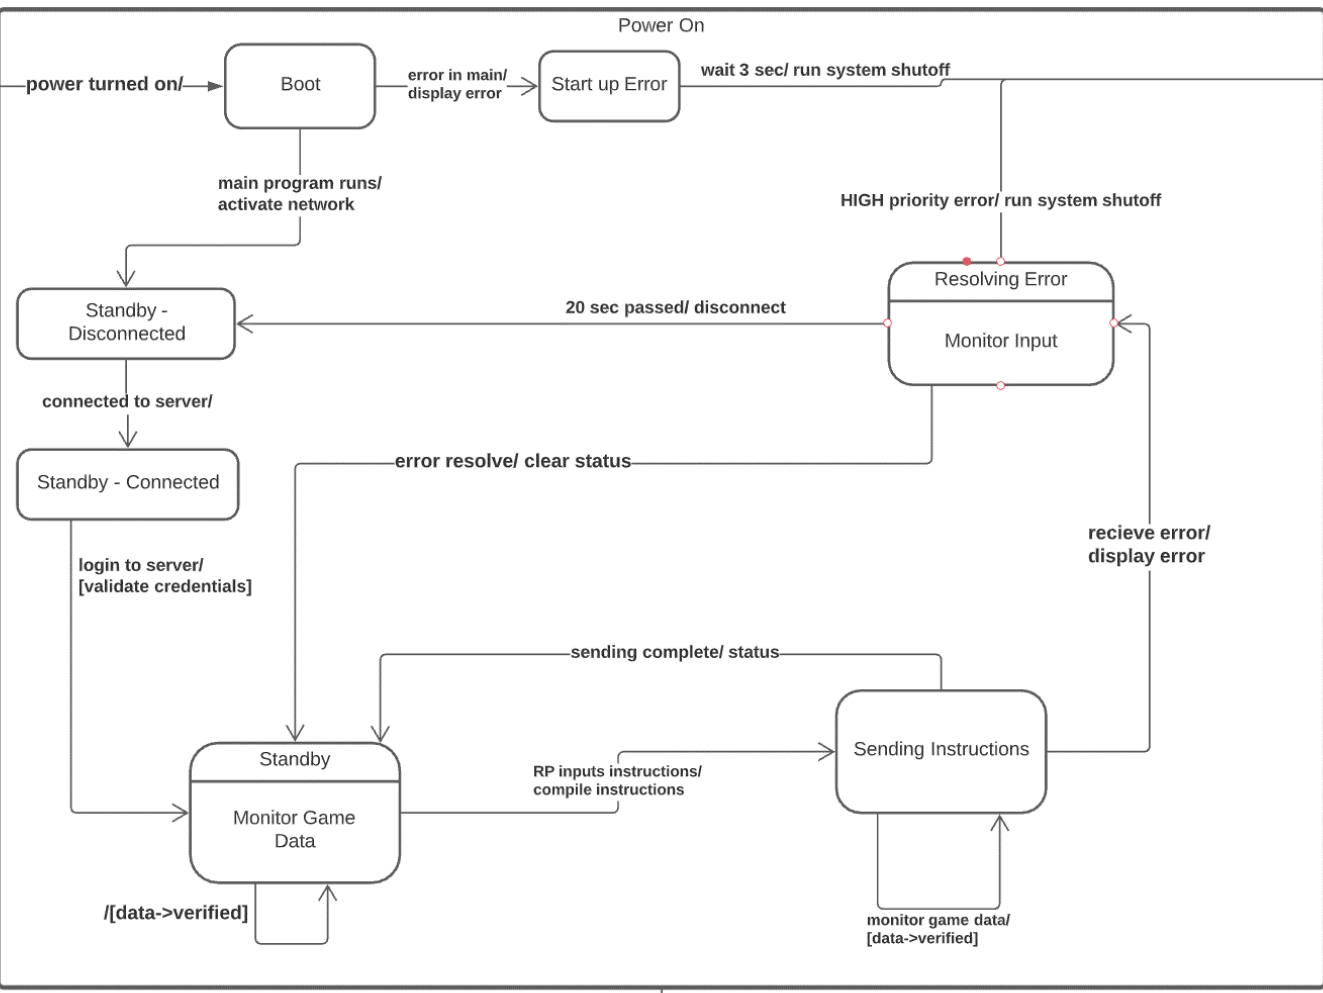 Power On
power turned on/
Boot
error in main/
display error
Start up Error
wait 3 sec/ run system shutoff
main program runs/
activate network
HIGH priority error/ run system shutoff
Resolving Error
Monitor Input
Standby -
Disconnected
20 sec passed/ disconnect
connected to server/
Standby - Connected
error resolve/ clear status
recieve error/
display error
login to server/
[validate credentials]
sending complete/ status
Sending Instructions
Standby
Monitor Game
Data
RP inputs instructions/
compile instructions
/[data->verified]
monitor game data/
[data->verified]